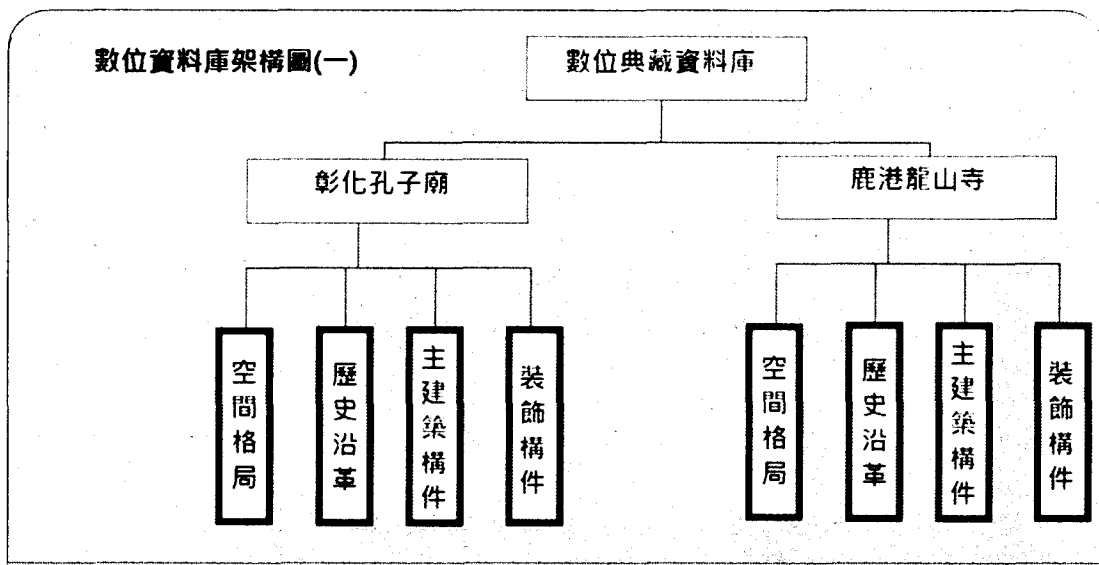 數位資料庫架構圖(一)
數位典藏資料庫
彰化孔子廟
鹿港龍山寺
空間格局
歷史沿革
主建築構件
裝飾構件
空間格局
歷史沿革
主建築構件
裝飾構件